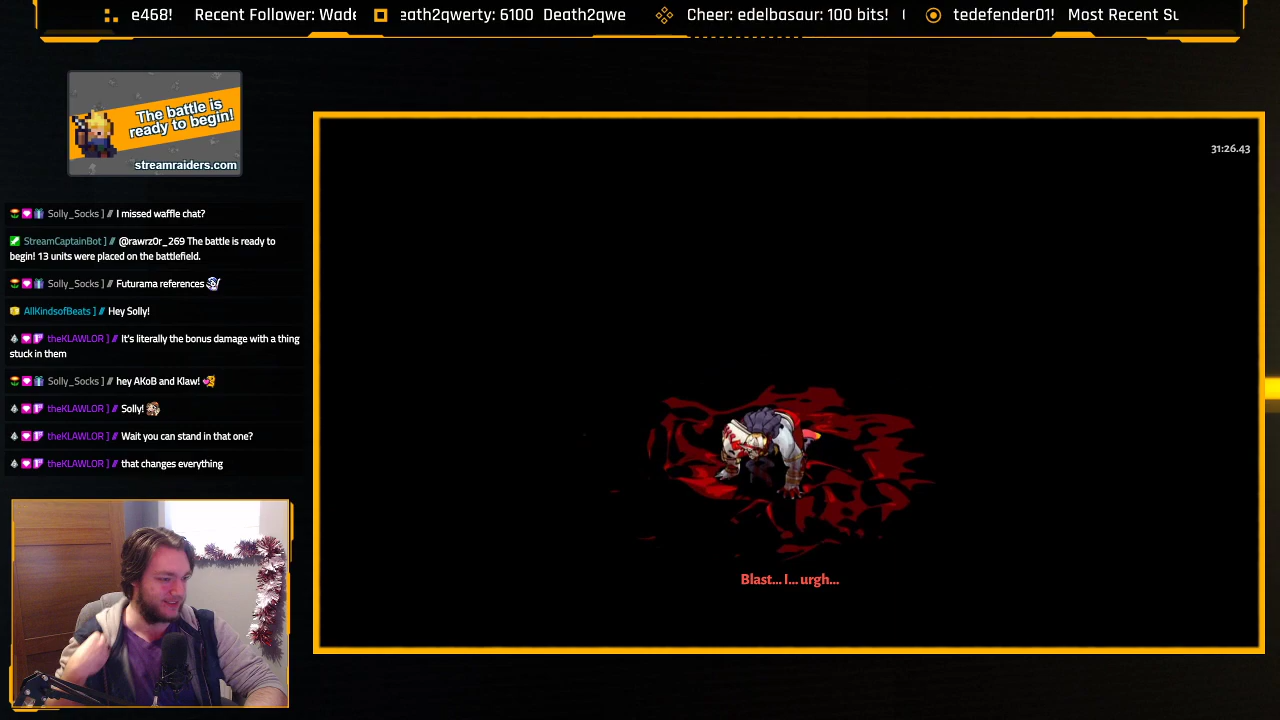 e468! Recent Follower: Wade
eath2qwerty: 6100 Death2qwe
Cheer: edelbasaur: 100 bits!
tedefender01! Most Recent Su
The battle is
ready to begin!
streamraiders.com
31:26.43
Solly_Socks ] // I missed waffle chat?
StreamCaptainBot ] // @rawrz0r_269 The battle is ready to
begin! 13 units were placed on the battlefield.
Solly_Socks ] // Futurama references
AllKindsofBeats ] // Hey Solly!
theKLAWLOR ] // It's literally the bonus damage with a thing
stuck in them
Solly_Socks ] // hey AKoB and Klaw!
theKLAWLOR ] // Solly!
theKLAWLOR ] // Wait you can stand in that one?
theKLAWLOR ] // that changes everything
Blast... I... urgh...